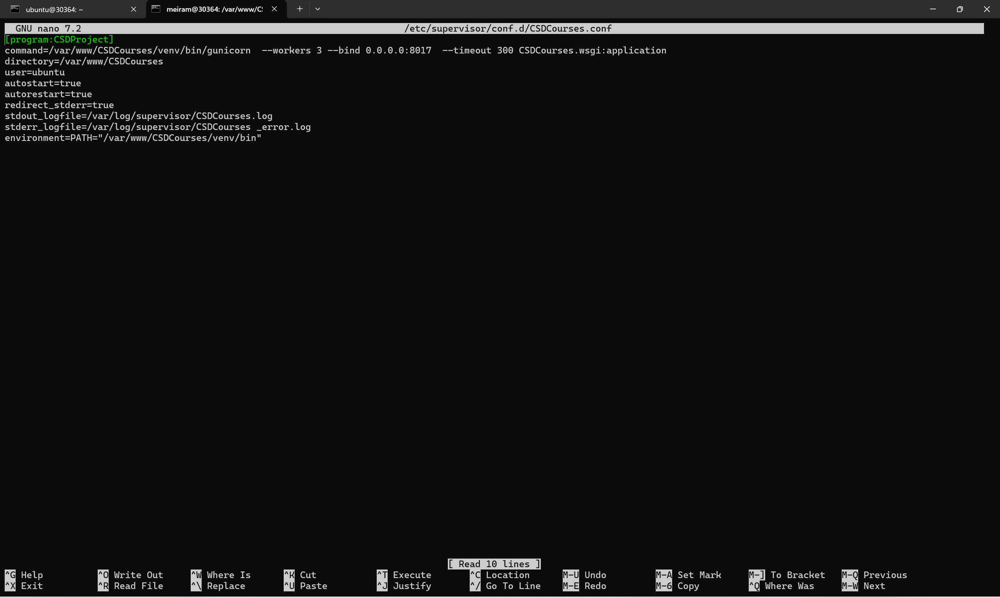 ubuntu@30364: ~
meiram@30364: /var/www/CS
GNU nano 7.2 /etc/supervisor/conf.d/CSDCourses.conf
[program:CSDProject]
command=/var/www/CSDCourses/venv/bin/gunicorn  --workers 3 --bind 0.0.0.0:8017  --timeout 300 CSDCourses.wsgi:application
directory=/var/www/CSDCourses
user=ubuntu
autostart=true
autorestart=true
redirect_stderr=true
stdout_logfile=/var/log/supervisor/CSDCourses.log
stderr_logfile=/var/log/supervisor/CSDCourses _error.log
environment=PATH="/var/www/CSDCourses/venv/bin"
[ Read 10 lines ]
^G Help ^O Write Out ^W Where Is ^K Cut ^T Execute ^C Location M-U Undo M-A Set Mark M-] To Bracket M-Q Previous
^X Exit ^R Read File ^\ Replace ^U Paste ^J Justify ^/ Go To Line M-E Redo M-6 Copy ^Q Where Was M-W Next